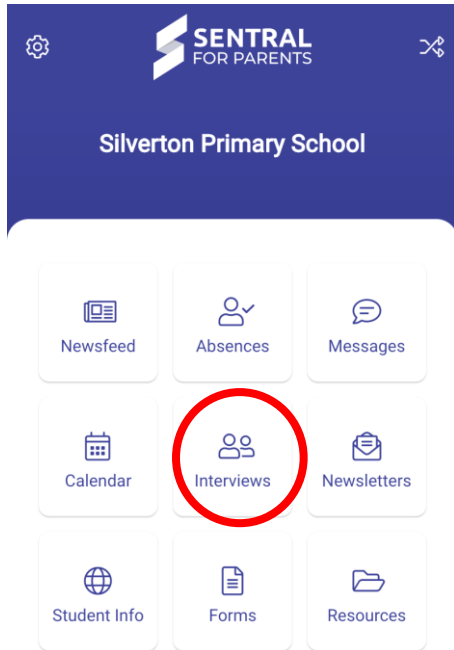 SENTRAL
FOR PARENTS
Silverton Primary School
Newsfeed
Absences
Messages
Calendar
Interviews
Newsletters
Student Info
Forms
Resources